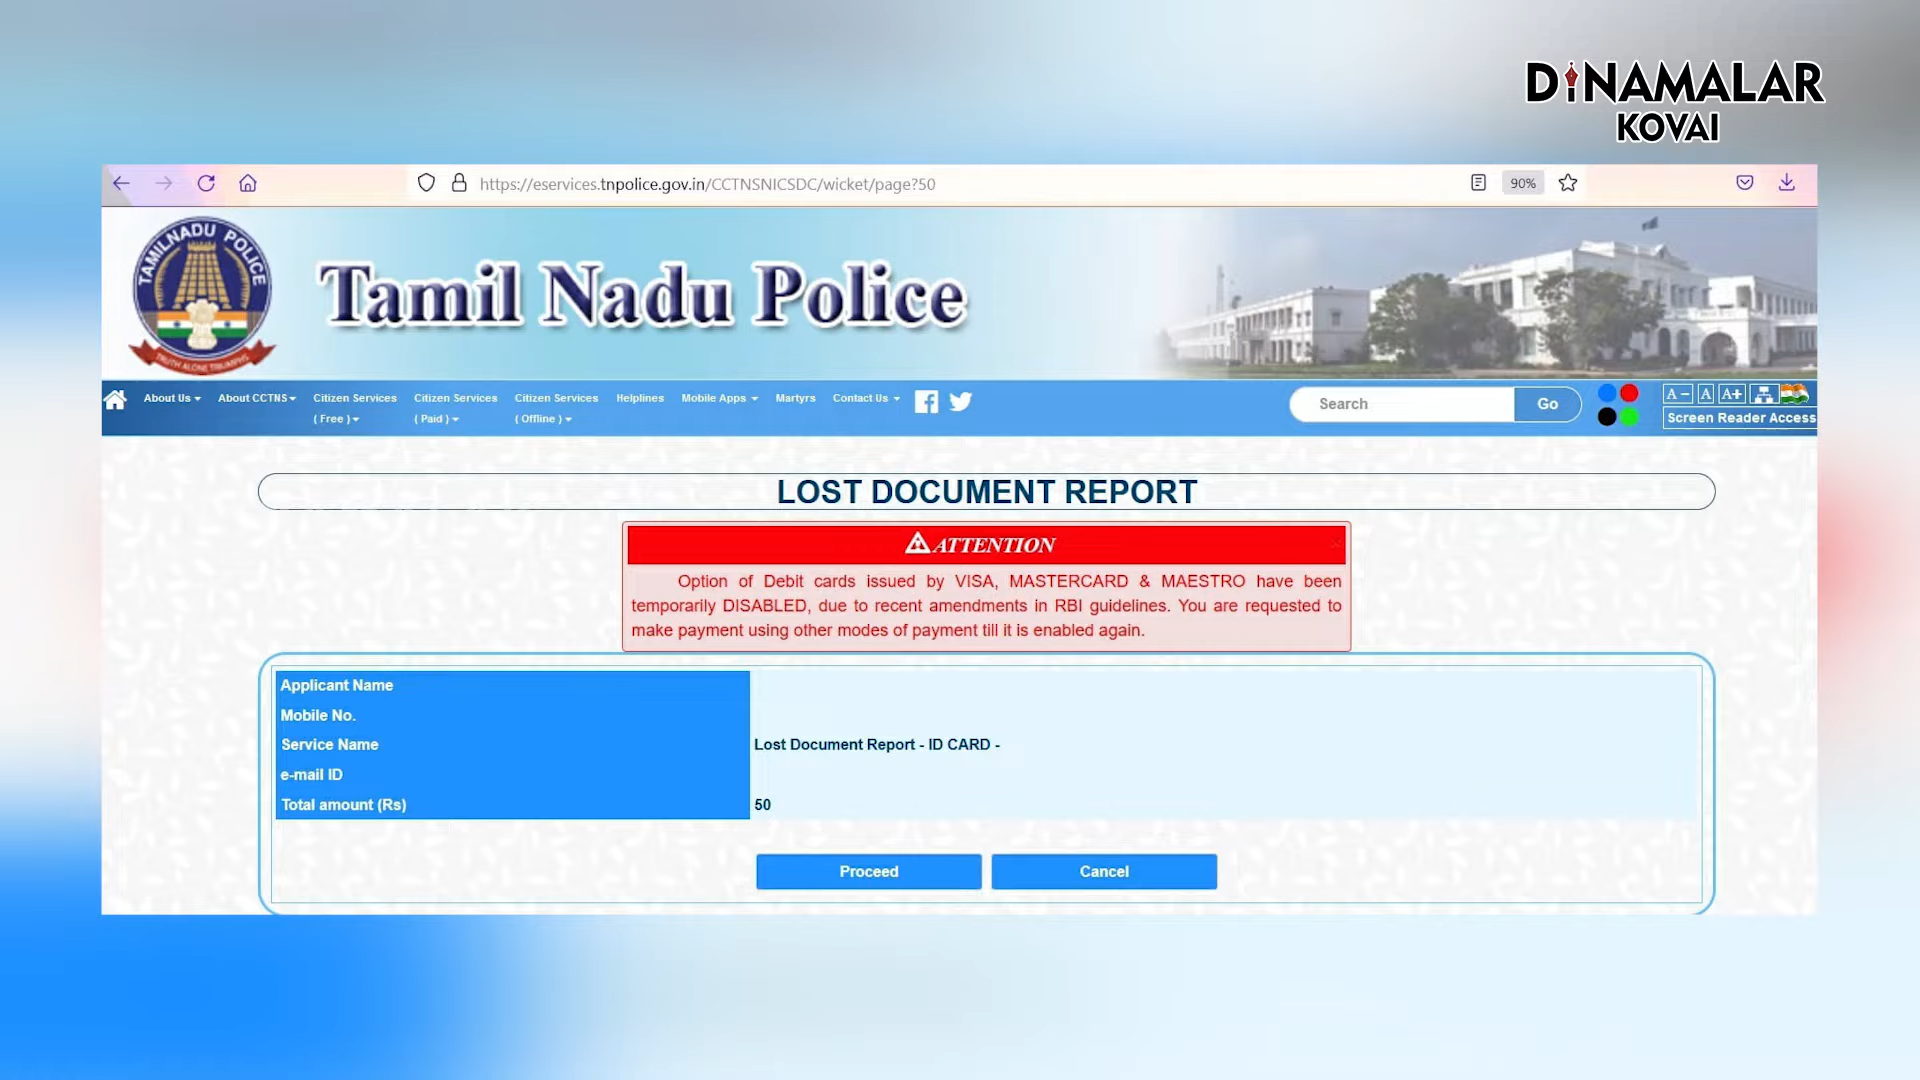 DiNAMALAR
KOVAI
https://eservices.tnpolice.gov.in/CCTNSNICSDC/wicket/page?50
90%
TAMILNADU POLICE
TRUTH ALONE TRIUMPHS
Tamil Nadu Police
About Us
About CCTNS
Citizen Services
( Free )
Citizen Services
( Paid )
Citizen Services
( Offline )
Helplines
Mobile Apps
Martyrs
Contact Us
Search
Go
A -
A
A+
Screen Reader Access
LOST DOCUMENT REPORT
ATTENTION
Option of Debit cards issued by VISA, MASTERCARD & MAESTRO have been
temporarily DISABLED, due to recent amendments in RBI guidelines. You are requested to
make payment using other modes of payment till it is enabled again.
Applicant Name
Mobile No.
Service Name Lost Document Report - ID CARD -
e-mail ID
Total amount (Rs) 50
Proceed Cancel